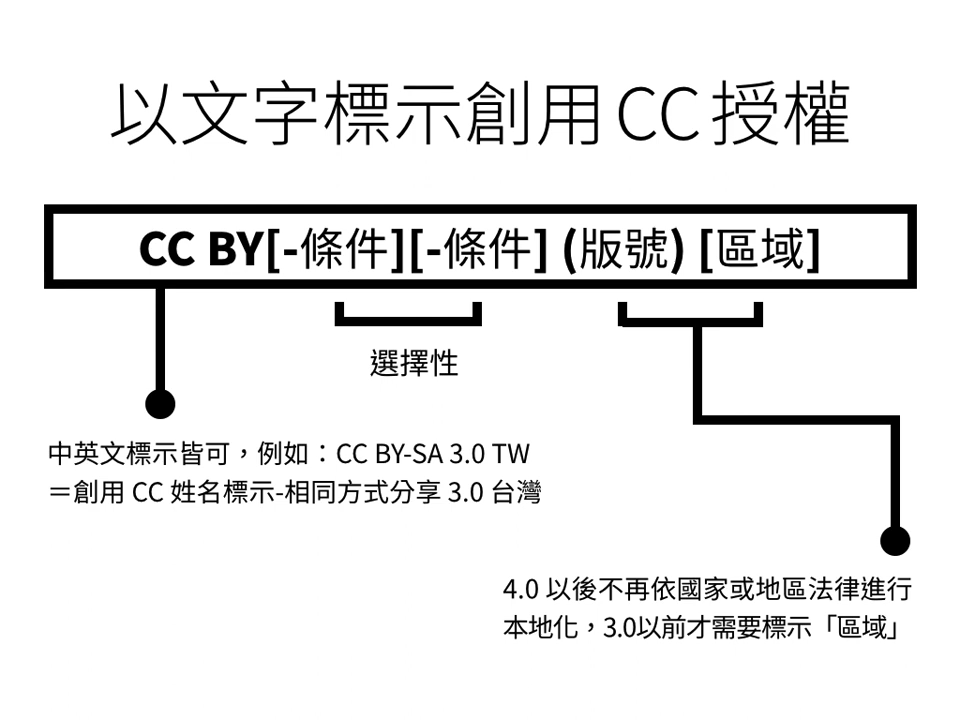 以文字標示創用CC授權
CC BY[-條件][-條件] (版號) [區域]
選擇性
中英文標示皆可，例如：CC BY-SA 3.0 TW
＝創用 CC 姓名標示-相同方式分享 3.0 台灣
4.0 以後不再依國家或地區法律進行
本地化，3.0以前才需要標示「區域」